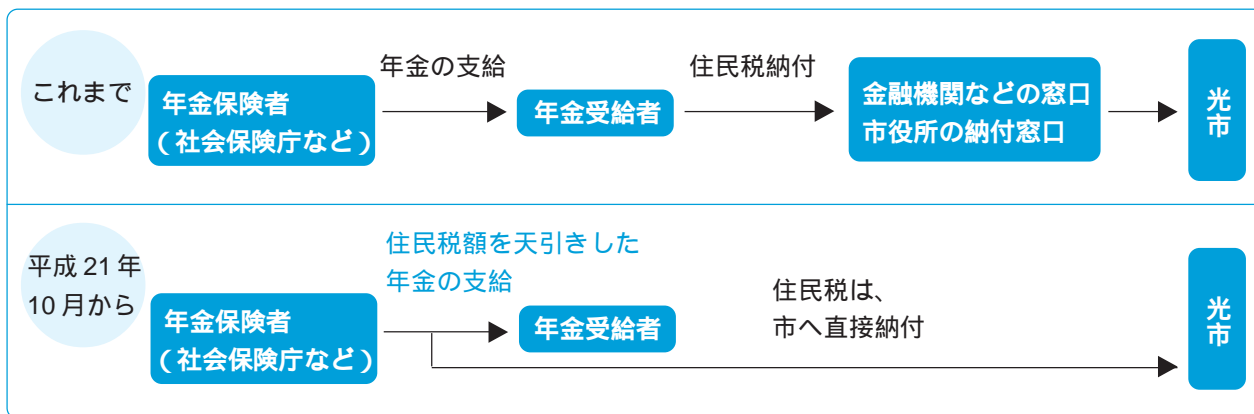 これまで
年金保険者
(社会保険庁など)
年金の支給
年金受給者
住民税納付
金融機関などの窓口
市役所の納付窓口
光市
平成 21 年
10 月から
年金保険者
(社会保険庁など)
住民税額を天引きした
年金の支給
年金受給者
住民税は、
市へ直接納付
光市